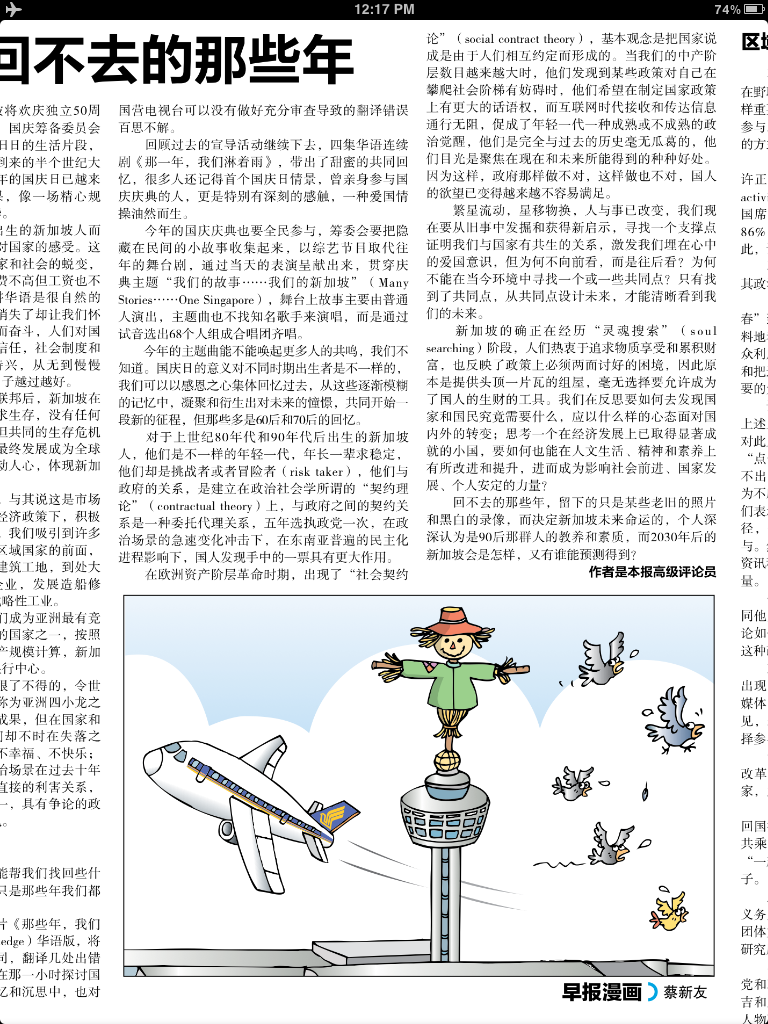 12:17 PM
74%
回不去的那些年
将欢庆独立50周
国庆筹备委员会
日日的生活片段，
到来的半个世纪大
年的国庆日已越来
，像一场精心规
出生的新加坡人而
对国家的感受。这
家和社会的蜕变，
费不高但工资也不
讲华语是很自然的
消失了却让我们怀
而奋斗，人们对国
信任，社会制度和
兴，从无到慢慢
了越过越好。
联邦后，新加坡在
求生存，没有任何
但共同的生存危机
最终发展成为全球
动人心，体现新加
与其说这是市场
经济政策下，积极
我们吸引到许多
区域国家的前面，
建筑工地，到处大
企业，发展造船修
略性工业。
们成为亚洲最有竞
的国家之一，按照
产规模计算，新加
行中心。
很了不得的，令世
你为亚洲四小龙之
成果，但在国家和
却不时在失落之
不幸福、不快乐；
治场景在过去十年
直接的利害关系，
一，具有争论的政
。
能帮我们找回些什
只是那些年我们都
片《那些年，我们
edge）华语版，将
司，翻译几处出错
在那一小时探讨国
忆和沉思中，也对
国营电视台可以没有做好充分审查导致的翻译错误
百思不解。
回顾过去的宣导活动继续下去，四集华语连续
剧《那一年，我们淋着雨》，带出了甜蜜的共同回
忆，很多人还记得首个国庆日情景，曾亲身参与国
庆庆典的人，更是特别有深刻的感触，一种爱国情
操油然而生。
今年的国庆庆典也要全民参与，筹委会要把隐
藏在民间的小故事收集起来，以综艺节目取代往
年的舞台剧，通过当天的表演呈献出来，贯穿庆
典主题“我们的故事……我们的新加坡”（Many
Stories……One Singapore），舞台上故事主要由普通
人演出，主题曲也不找知名歌手来演唱，而是通过
试音选出68个人组成合唱团齐唱。
今年的主题曲能不能唤起更多人的共鸣，我们不
知道。国庆日的意义对不同时期出生者是不一样的，
我们可以以感恩之心集体回忆过去，从这些逐渐模糊
的记忆中，凝聚和衍生出对未来的憧憬，共同开始一
段新的征程，但那些多是60后和70后的回忆。
对于上世纪80年代和90年代后出生的新加坡
人，他们是不一样的年轻一代，年长一辈求稳定，
他们却是挑战者或者冒险者（risk taker），他们与
政府的关系，是建立在政治社会学所谓的“契约理
论”（contractual theory）上，与政府之间的契约关
系是一种委托代理关系，五年选执政党一次，在政
治场景的急速变化冲击下，在东南亚普遍的民主化
进程影响下，国人发现手中的一票具有更大作用。
在欧洲资产阶层革命时期，出现了“社会契约
论”（social contract theory），基本观念是把国家说
成是由于人们相互约定而形成的。当我们的中产阶
层数日越来越大时，他们发现到某些政策对自己在
攀爬社会阶梯有妨碍时，他们希望在制定国家政策
上有更大的话语权，而互联网时代接收和传达信息
通行无阻，促成了年轻一代一种成熟或不成熟的政
治觉醒，他们是完全与过去的历史毫无瓜葛的，他
们目光是聚焦在现在和未来所能得到的种种好处。
因为这样，政府那样做不对，这样做也不对，国人
的欲望已变得越来越不容易满足。
繁星流动，星移物换，人与事已改变，我们现
在要从旧事中发掘和获得新启示，寻找一个支撑点
证明我们与国家有共生的关系，激发我们埋在心中
的爱国意识，但为何不向前看，而是往后看？为何
不能在当今环境中寻找一个或一些共同点？只有找
到了共同点，从共同点设计未来，才能清晰看到我
们的未来。
新加坡的确正在经历“灵魂搜索”（soul
searching）阶段，人们热衷于追求物质享受和累积财
富，也反映了政策上必须两面讨好的困境，因此原
本是提供头顶一片瓦的组屋，毫无选择要允许成为
了国人的生财的工具。我们在反思要如何去发现国
家和国民究竟需要什么，应以什么样的心态面对国
内外的转变；思考一个在经济发展上已取得显著成
就的小国，要如何也能在人文生活、精神和素养上
有所改进和提升，进而成为影响社会前进、国家发
展、个人安定的力量？
回不去的那些年，留下的只是某些老旧的照片
和黑白的录像，而决定新加坡未来命运的，个人深
深认为是90后那群人的教养和素质，而2030年后的
新加坡会是怎样，又有谁能预测得到？
作者是本报高级评论员
早报漫画
蔡新友
区域
在野
样重
参与
的方
许正
activi
国席
86%
此，
其政
春”
料地
众利
和把
要的
上述
对此
“点
不出
为不
们表
径，
与。
资讯
量。
同他
论如
这种
出现
媒体
见，
择参
改革
家，
回国
共乘
“一
子。
义务
团体
研究
党和
吉和
人物